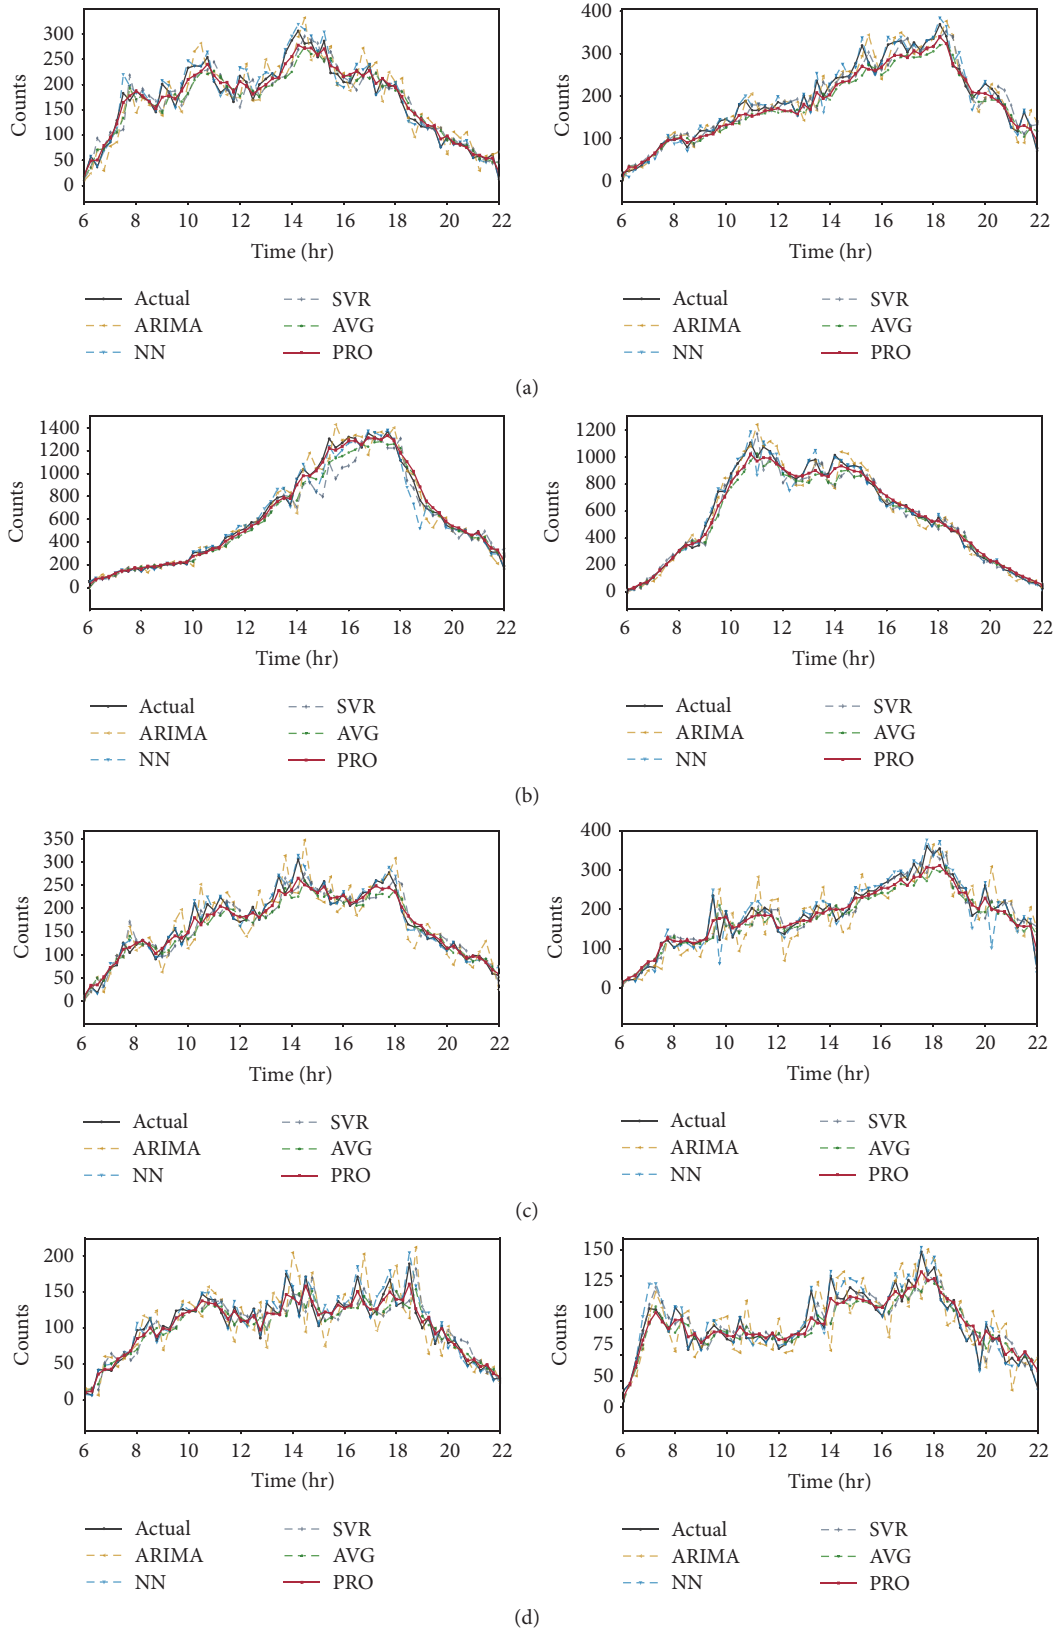 Counts
300
250
200
150
100
50
0
6 8 10 12 14 16 18 20 22
Time (hr)
Actual SVR
ARIMA AVG
NN PRO
Counts
400
300
200
100
0
6 8 10 12 14 16 18 20 22
Time (hr)
Actual SVR
ARIMA AVG
NN PRO
(a)
Counts
1400
1200
1000
800
600
400
200
0
6 8 10 12 14 16 18 20 22
Time (hr)
Actual SVR
ARIMA AVG
NN PRO
Counts
1200
1000
800
600
400
200
0
6 8 10 12 14 16 18 20 22
Time (hr)
Actual SVR
ARIMA AVG
NN PRO
(b)
Counts
350
300
250
200
150
100
50
0
6 8 10 12 14 16 18 20 22
Time (hr)
Actual SVR
ARIMA AVG
NN PRO
Counts
400
300
200
100
0
6 8 10 12 14 16 18 20 22
Time (hr)
Actual SVR
ARIMA AVG
NN PRO
(c)
Counts
200
150
100
50
0
6 8 10 12 14 16 18 20 22
Time (hr)
Actual SVR
ARIMA AVG
NN PRO
Counts
150
125
100
75
50
25
0
6 8 10 12 14 16 18 20 22
Time (hr)
Actual SVR
ARIMA AVG
NN PRO
(d)